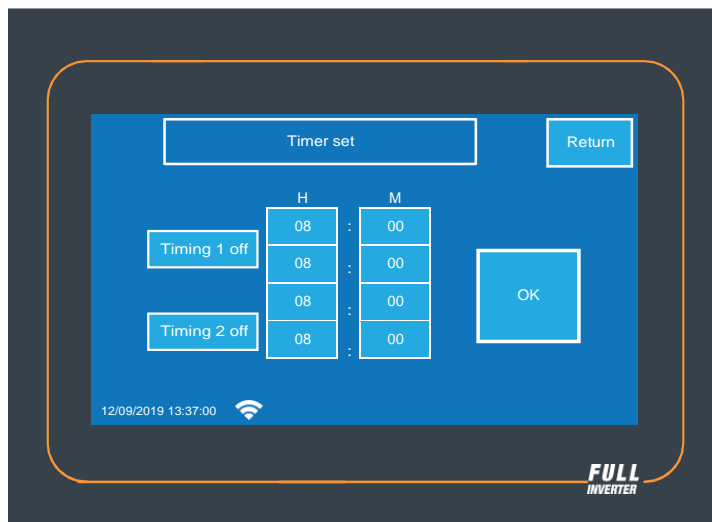 Timer set
Return
H M
08 : 00
Timing 1 off
08 : 00
08 : 00
Timing 2 off
08 : 00
OK
12/09/2019 13:37:00
FULL
INVERTER